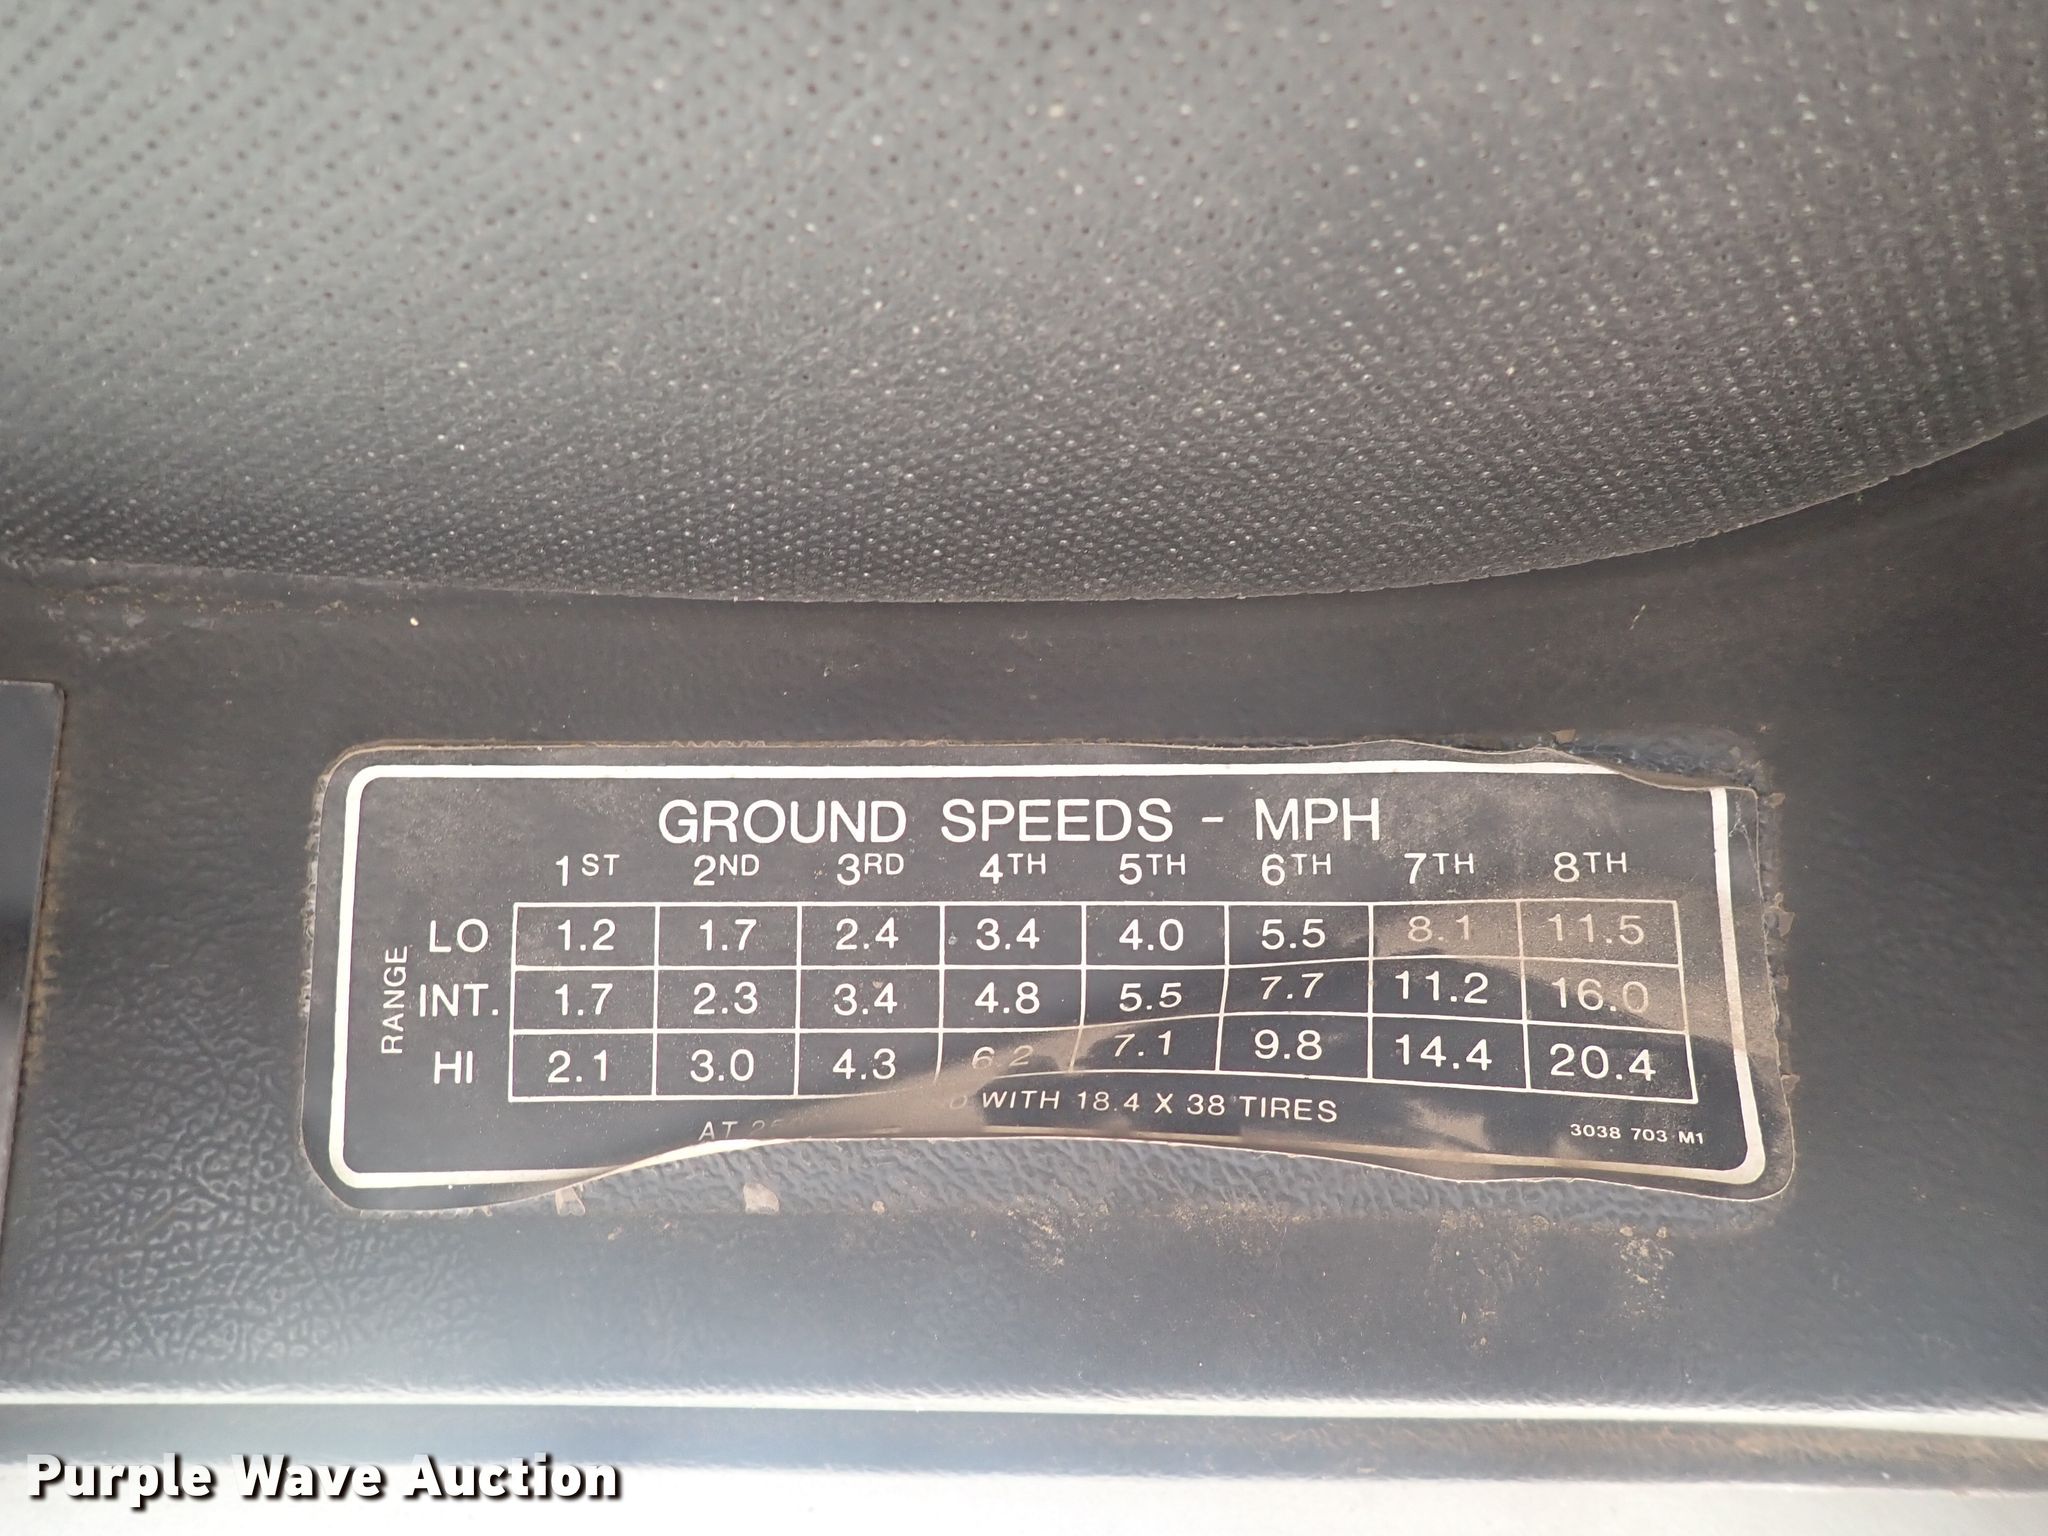 GROUND SPEEDS - MPH
1ST 2ND 3RD 4TH 5TH 6TH 7TH 8TH
RANGE
LO 1.2 1.7 2.4 3.4 4.0 5.5 8.1 11.5
INT. 1.7 2.3 3.4 4.8 5.5 7.7 11.2 16.0
HI 2.1 3.0 4.3 6.2 7.1 9.8 14.4 20.4
AT WITH 18.4 X 38 TIRES
3038 703 M1
Purple Wave Auction